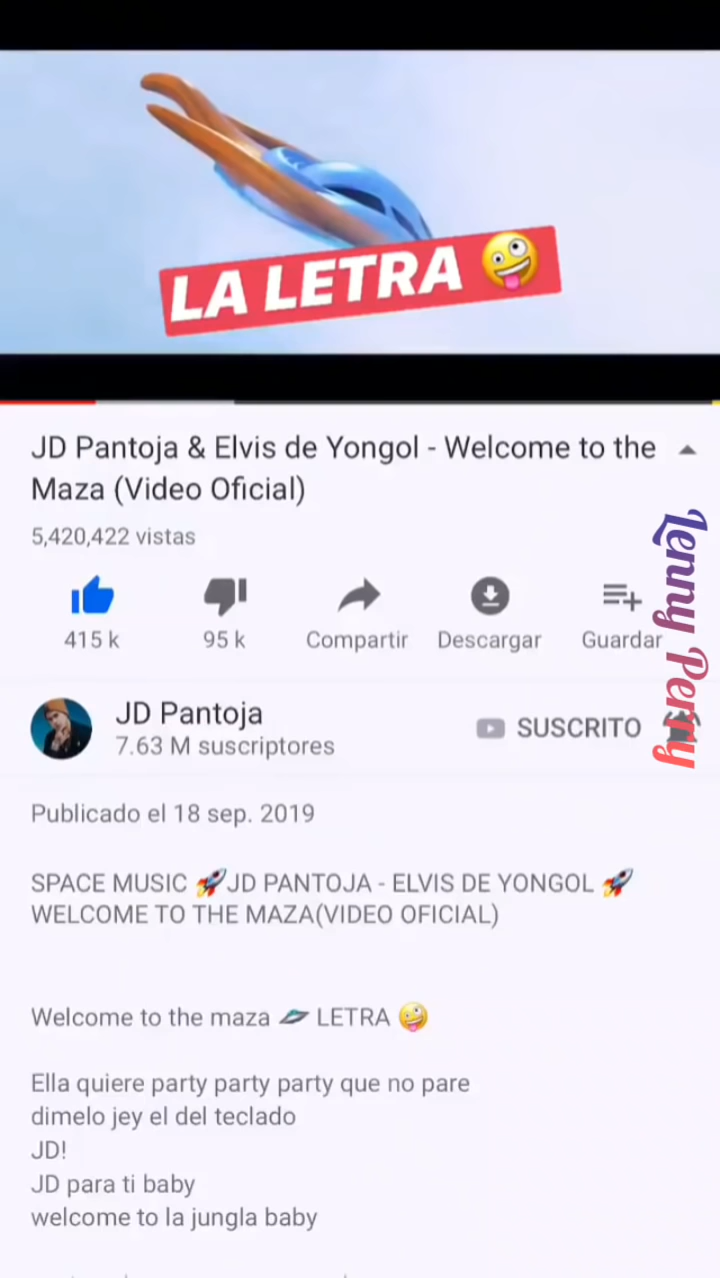 LA LETRA 🤪
JD Pantoja & Elvis de Yongol - Welcome to the
Maza (Video Oficial)
5,420,422 vistas
415 k
95 k
Compartir
Descargar
Guardar
Lenny Perry
JD Pantoja
7.63 M suscriptores
SUSCRITO
Publicado el 18 sep. 2019
SPACE MUSIC 🚀JD PANTOJA - ELVIS DE YONGOL 🚀
WELCOME TO THE MAZA(VIDEO OFICIAL)
Welcome to the maza 🛸 LETRA 🤪
Ella quiere party party party que no pare
dimelo jey el del teclado
JD!
JD para ti baby
welcome to la jungla baby